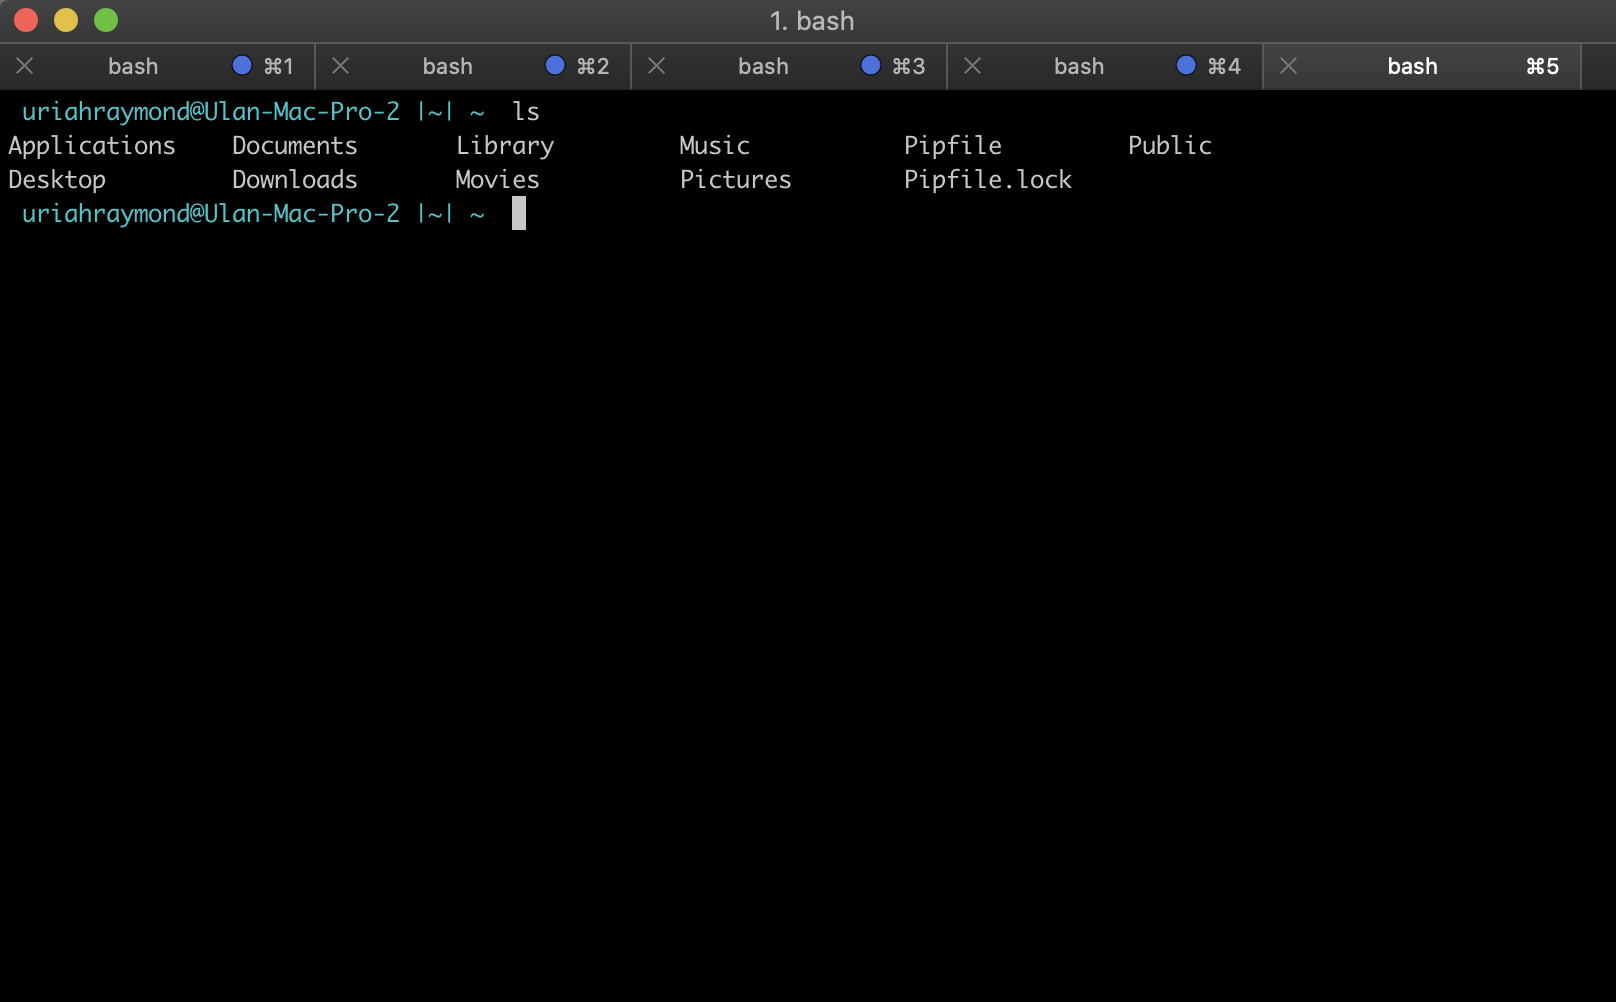 1. bash
bash ⌘1 bash ⌘2 bash ⌘3 bash ⌘4 bash ⌘5
uriahraymond@Ulan-Mac-Pro-2 |~| ~ ls
Applications Documents Library Music Pipfile Public
Desktop Downloads Movies Pictures Pipfile.lock
uriahraymond@Ulan-Mac-Pro-2 |~| ~